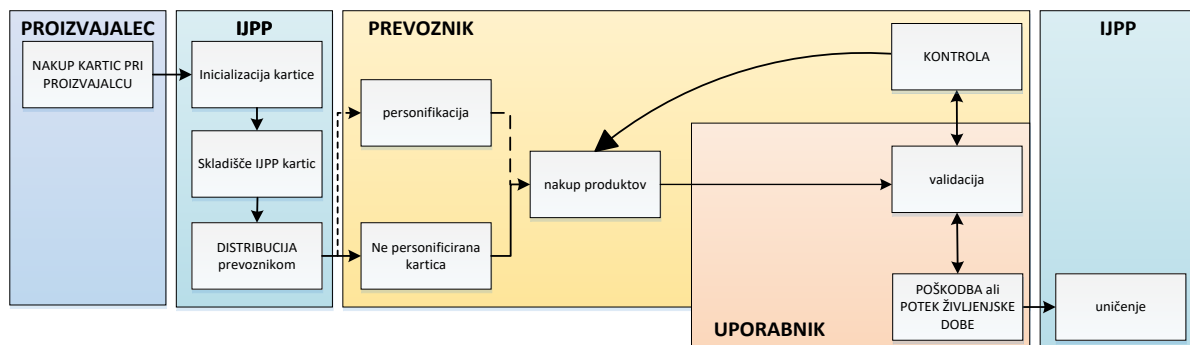 PROIZVAJALEC
NAKUP KARTIC PRI
PROIZVAJALCU
IJPP
Inicializacija kartice
Skladišče IJPP kartic
DISTRIBUCIJA
prevoznikom
PREVOZNIK
personifikacija
Ne personificirana
kartica
nakup produktov
KONTROLA
validacija
POŠKODBA ali
POTEK ŽIVLJENJSKE
DOBE
UPORABNIK
IJPP
uničenje